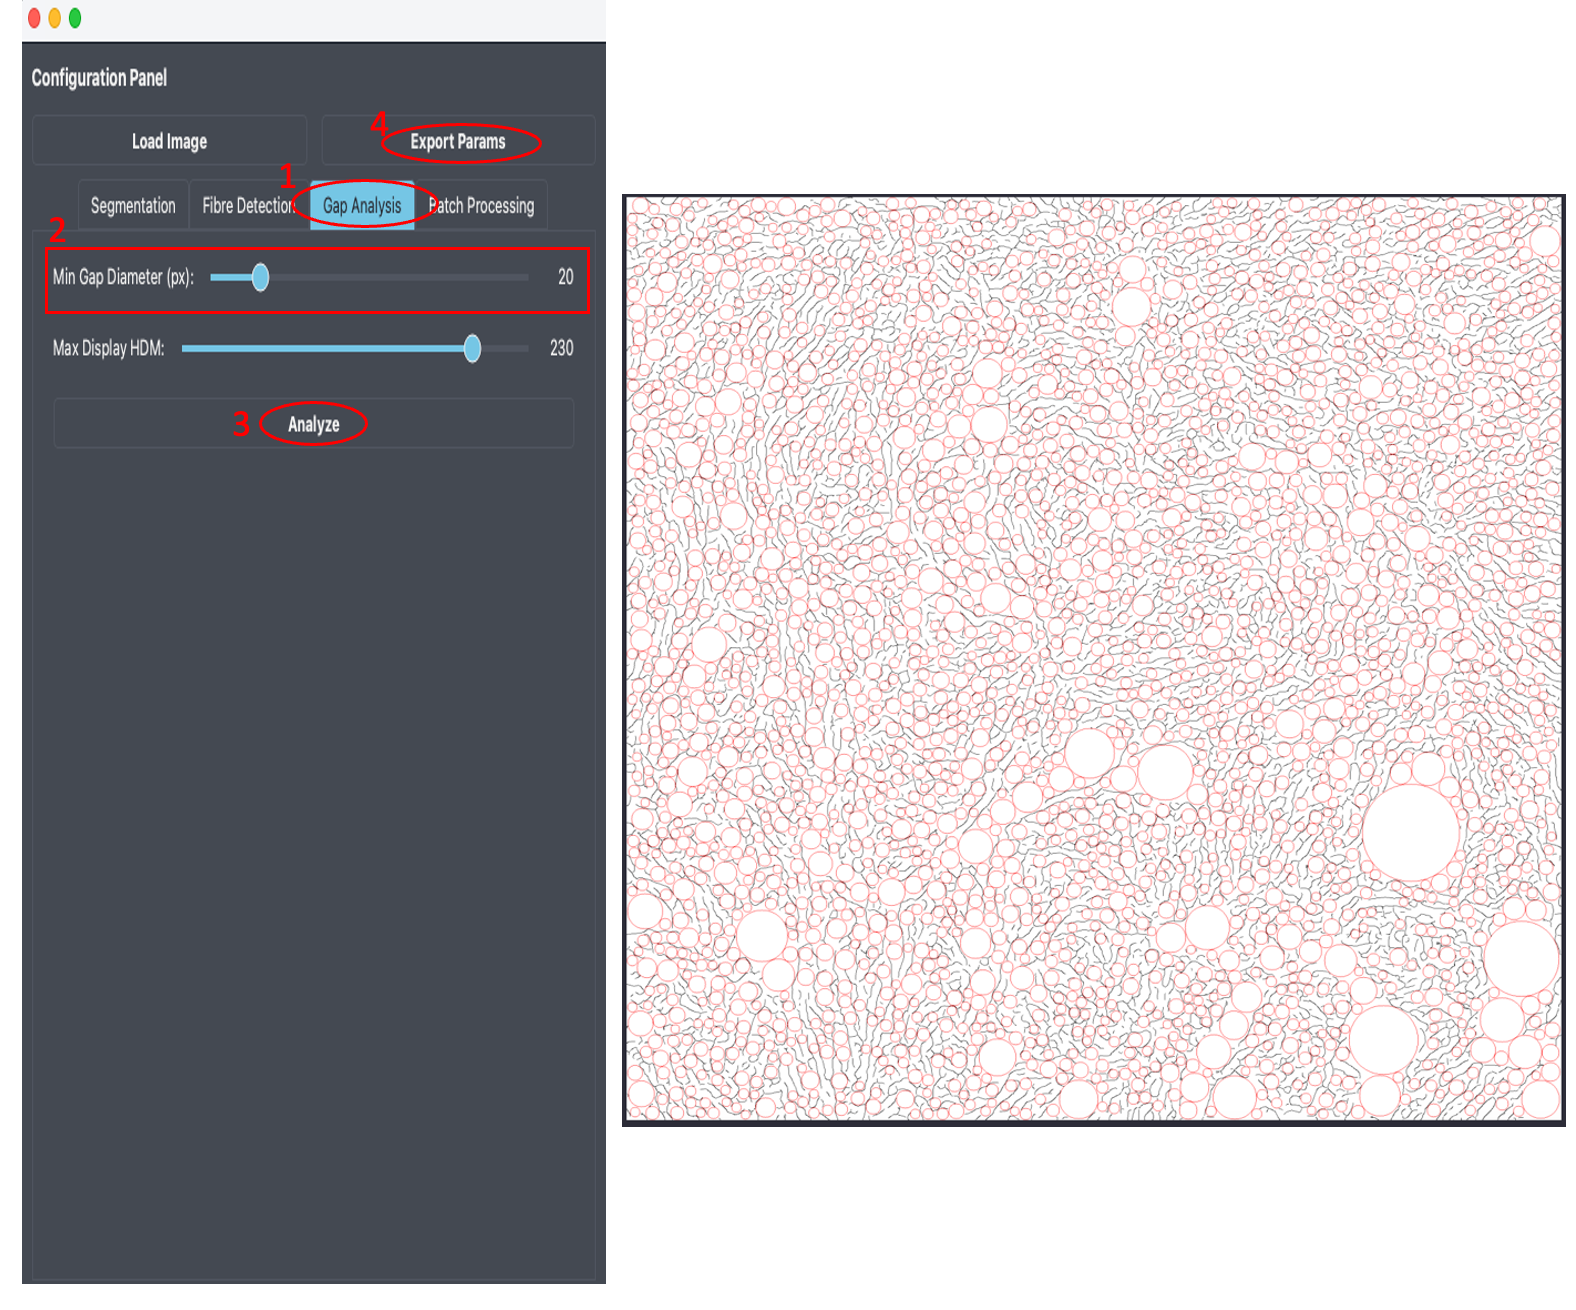 Configuration Panel
4
Load Image
Export Params
1
Segmentation
Fibre Detection
Gap Analysis
Batch Processing
2
Min Gap Diameter (px):
20
Max Display HDM:
230
3
Analyze